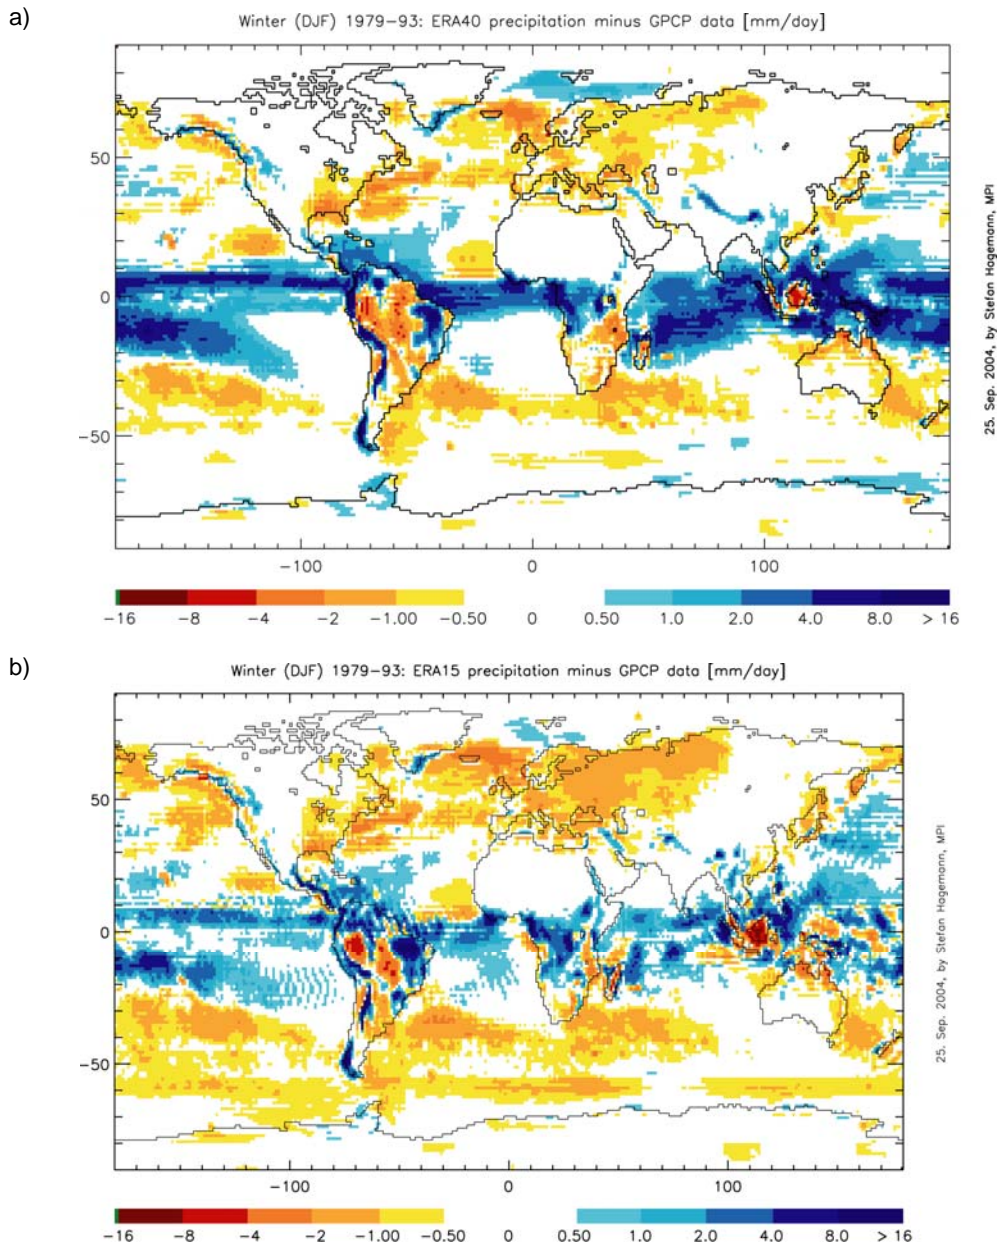 a)
Winter (DJF) 1979-93: ERA40 precipitation minus GPCP data [mm/day]
50
0
-50
-100
0
100
25. Sep. 2004, by Stefan Hagemann, MPI
-16 -8 -4 -2 -1.00 -0.50 0 0.50 1.0 2.0 4.0 8.0 > 16
b)
Winter (DJF) 1979-93: ERA15 precipitation minus GPCP data [mm/day]
50
0
-50
-100
0
100
25. Sep. 2004, by Stefan Hagemann, MPI
-16 -8 -4 -2 -1.00 -0.50 0 0.50 1.0 2.0 4.0 8.0 > 16